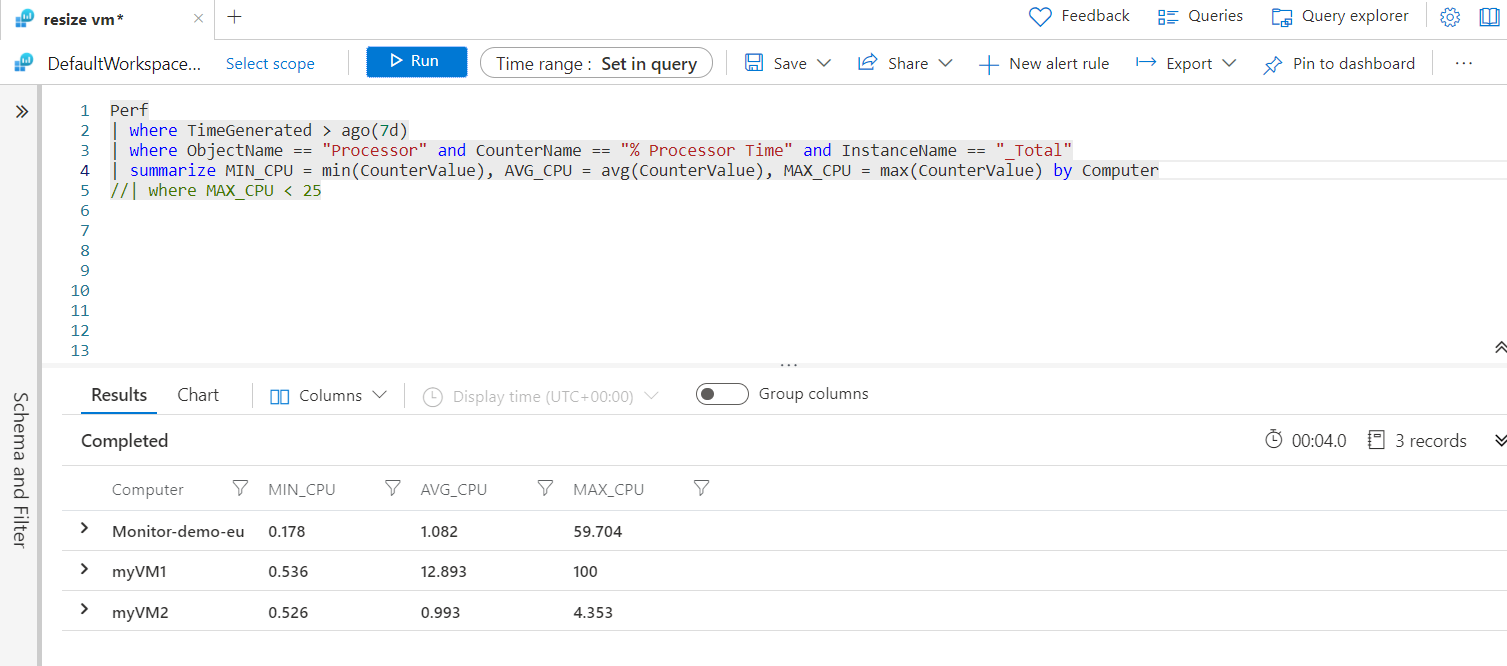 resize vm*
Feedback Queries Query explorer
DefaultWorkspace... Select scope Run Time range : Set in query Save Share New alert rule Export Pin to dashboard ...
1 Perf
2 | where TimeGenerated > ago(7d)
3 | where ObjectName == "Processor" and CounterName == "% Processor Time" and InstanceName == "_Total"
4 | summarize MIN_CPU = min(CounterValue), AVG_CPU = avg(CounterValue), MAX_CPU = max(CounterValue) by Computer
5 //| where MAX_CPU < 25
6
7
8
9
10
11
12
13
Schema and Filter
Results Chart Columns Display time (UTC+00:00) Group columns
Completed 00:04.0 3 records
Computer MIN_CPU AVG_CPU MAX_CPU
Monitor-demo-eu 0.178 1.082 59.704
myVM1 0.536 12.893 100
myVM2 0.526 0.993 4.353